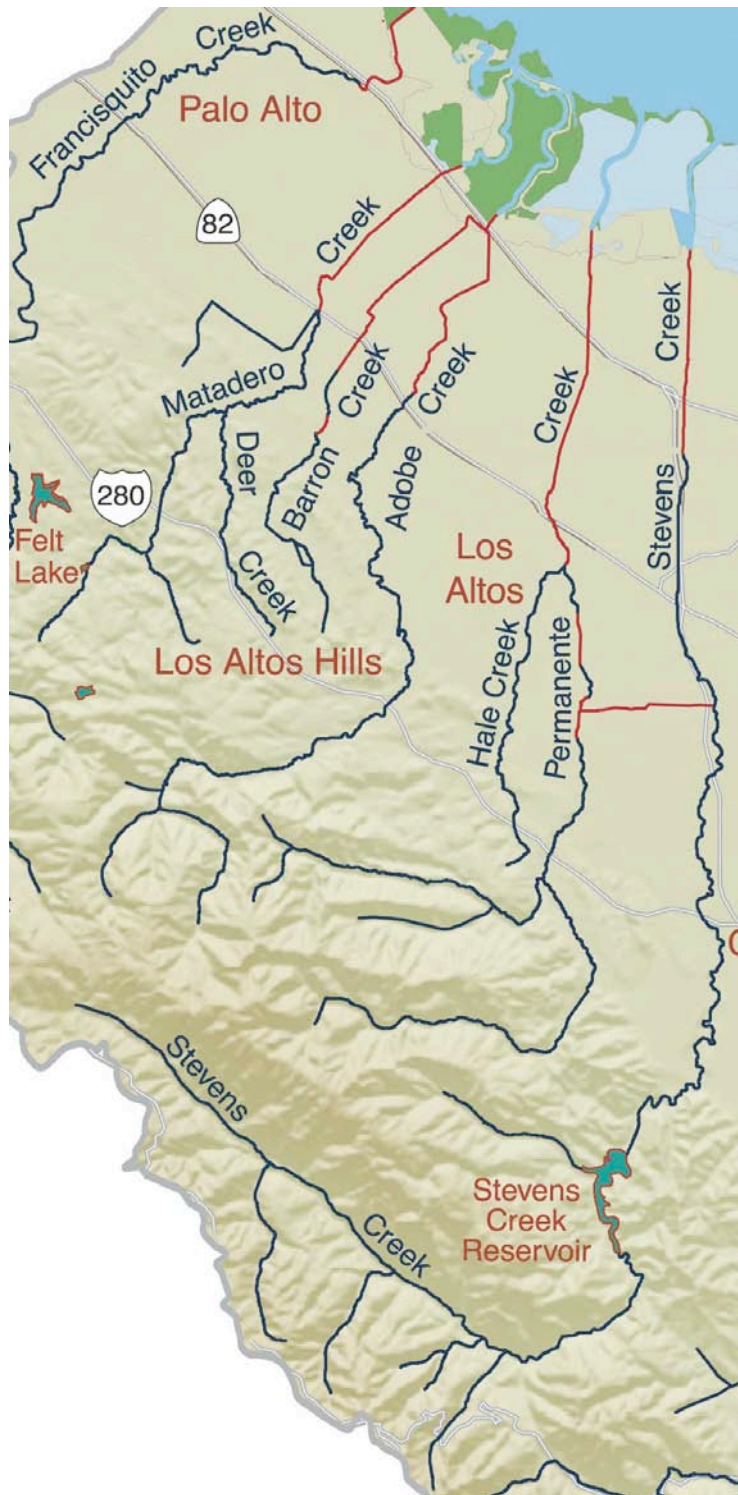 Francisquito Creek
Palo Alto
82
Creek
Matadero
Creek
Barron
Creek
Adobe
Deer
Creek
280
Felt
Lake
Los
Altos
Creek
Permanente
Hale Creek
Creek
Stevens
Los Altos Hills
C
Stevens
Creek
Stevens
Creek
Reservoir